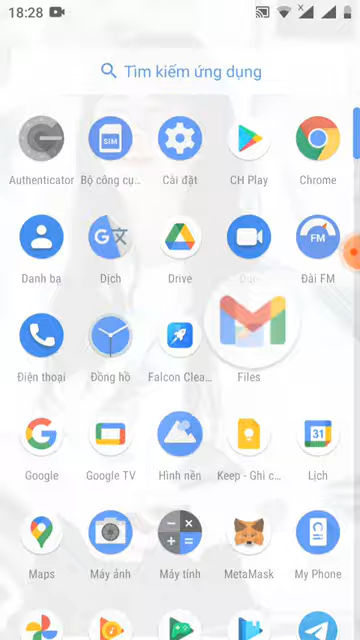 18:28
Tìm kiếm ứng dụng
Authenticator
Bộ công cụ...
Cài đặt
CH Play
Chrome
SIM
Danh bạ
Dịch
Drive
Đài FM
G
FM
Điện thoại
Đồng hồ
Falcon Clea...
Files
Google
Google TV
Hình nền
Keep - Ghi c...
Lịch
31
Maps
Máy ảnh
Máy tính
MetaMask
My Phone